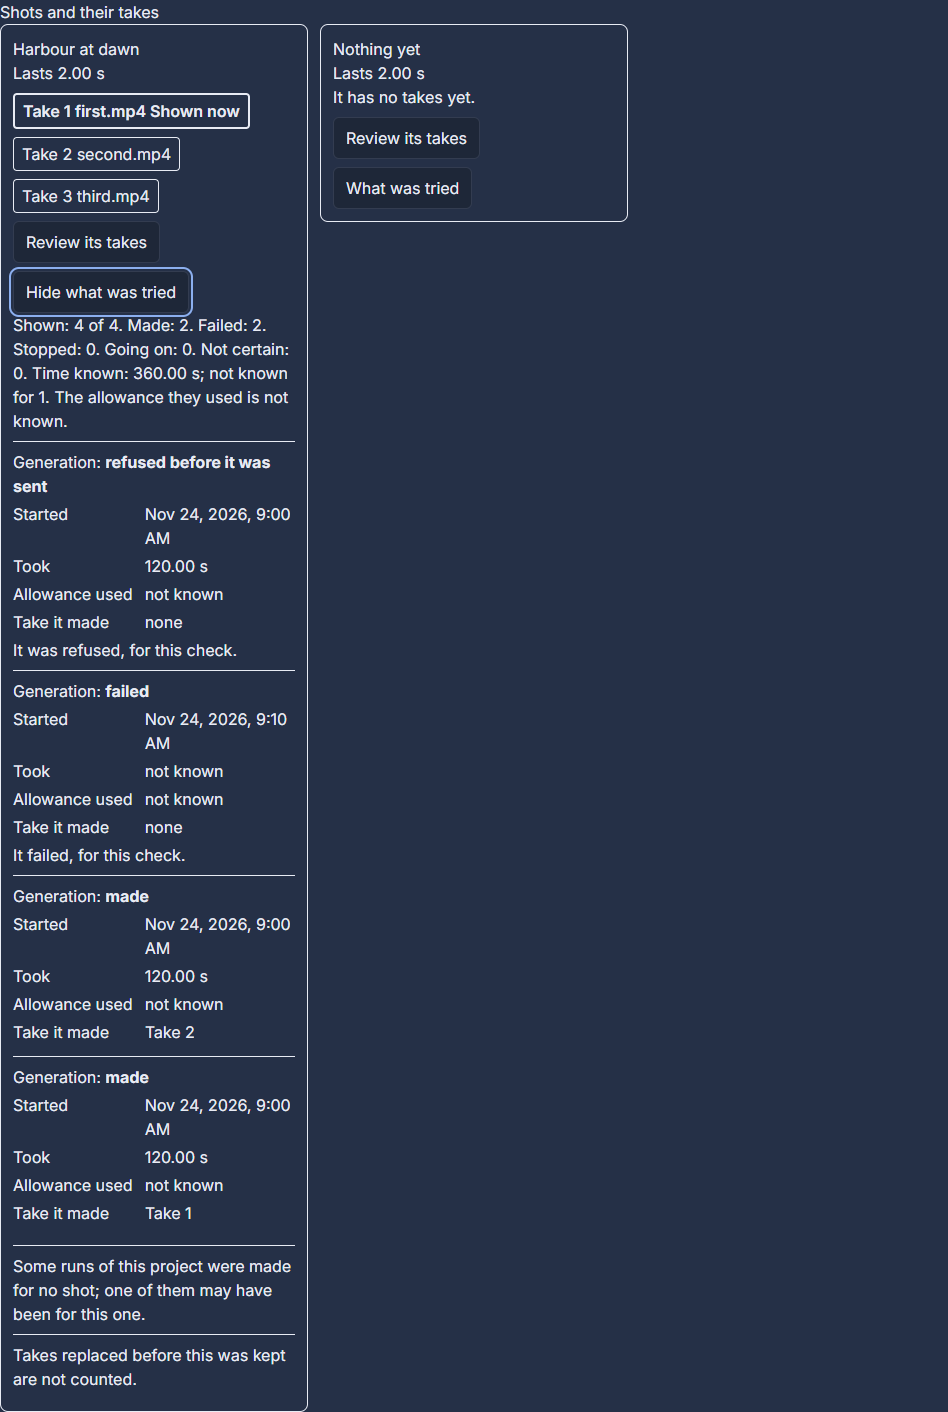 Shots and their takes
Harbour at dawn
Lasts 2.00 s
Take 1 first.mp4 Shown now
Take 2 second.mp4
Take 3 third.mp4
Review its takes
Hide what was tried
Shown: 4 of 4. Made: 2. Failed: 2.
Stopped: 0. Going on: 0. Not certain:
0. Time known: 360.00 s; not known
for 1. The allowance they used is not
known.
Generation: refused before it was
sent
Started Nov 24, 2026, 9:00
AM
Took 120.00 s
Allowance used not known
Take it made none
It was refused, for this check.
Generation: failed
Started Nov 24, 2026, 9:10
AM
Took not known
Allowance used not known
Take it made none
It failed, for this check.
Generation: made
Started Nov 24, 2026, 9:00
AM
Took 120.00 s
Allowance used not known
Take it made Take 2
Generation: made
Started Nov 24, 2026, 9:00
AM
Took 120.00 s
Allowance used not known
Take it made Take 1
Some runs of this project were made
for no shot; one of them may have
been for this one.
Takes replaced before this was kept
are not counted.
Nothing yet
Lasts 2.00 s
It has no takes yet.
Review its takes
What was tried